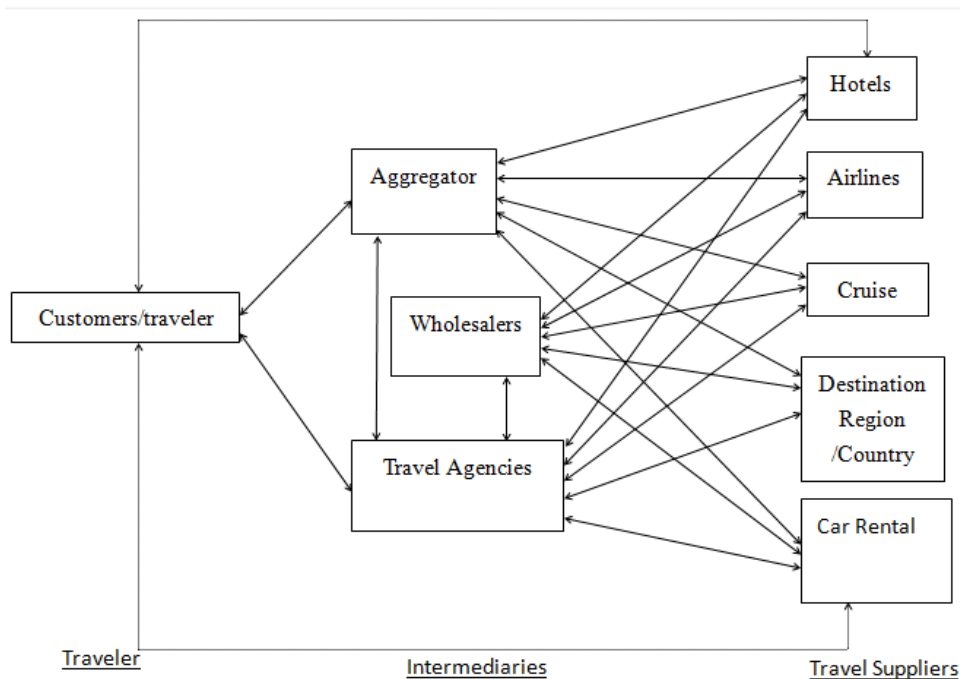 Hotels
Aggregator
Airlines
Customers/traveler
Wholesalers
Cruise
Destination
Region
/Country
Travel Agencies
Car Rental
Traveler
Intermediaries
Travel Suppliers